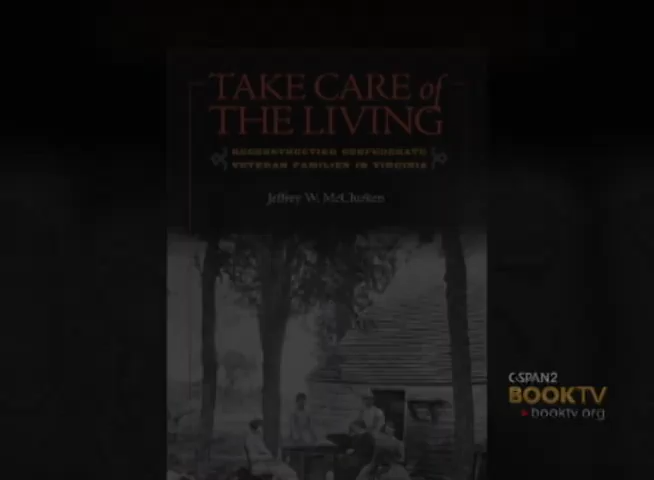 TAKE CARE of
THE LIVING
RECONSTRUCTING CONFEDERATE
VETERAN FAMILIES IN VIRGINIA
Jeffrey W. McClurken
C-SPAN2
BOOKTV
booktv.org